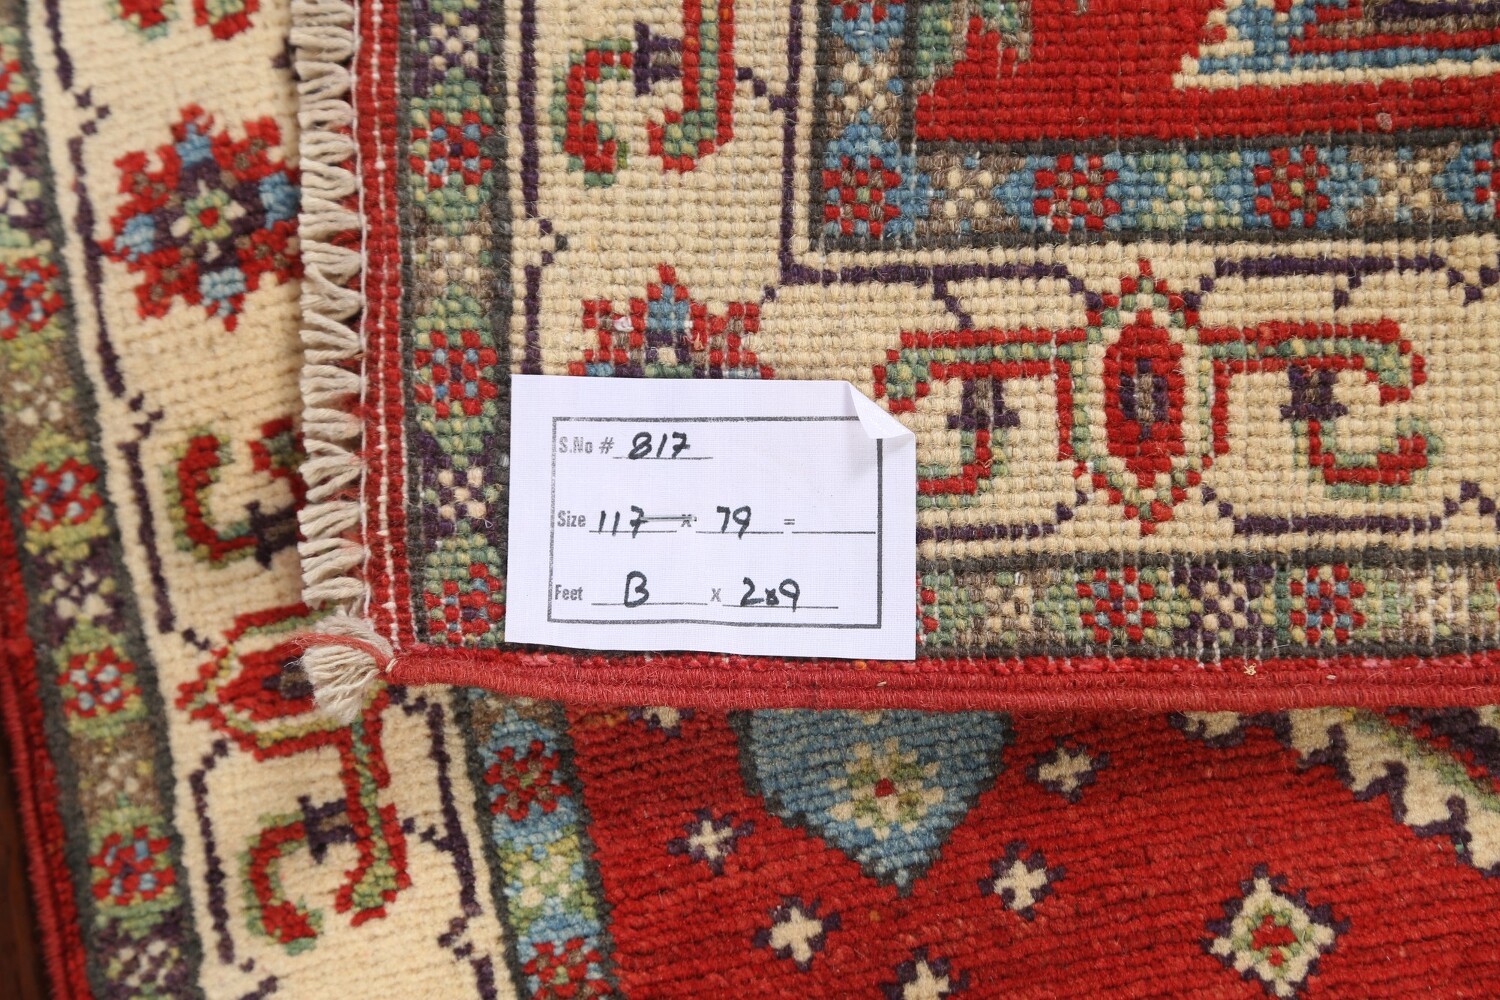 S.No # 817
Size 117 x 79 =
Feet B x 2x9